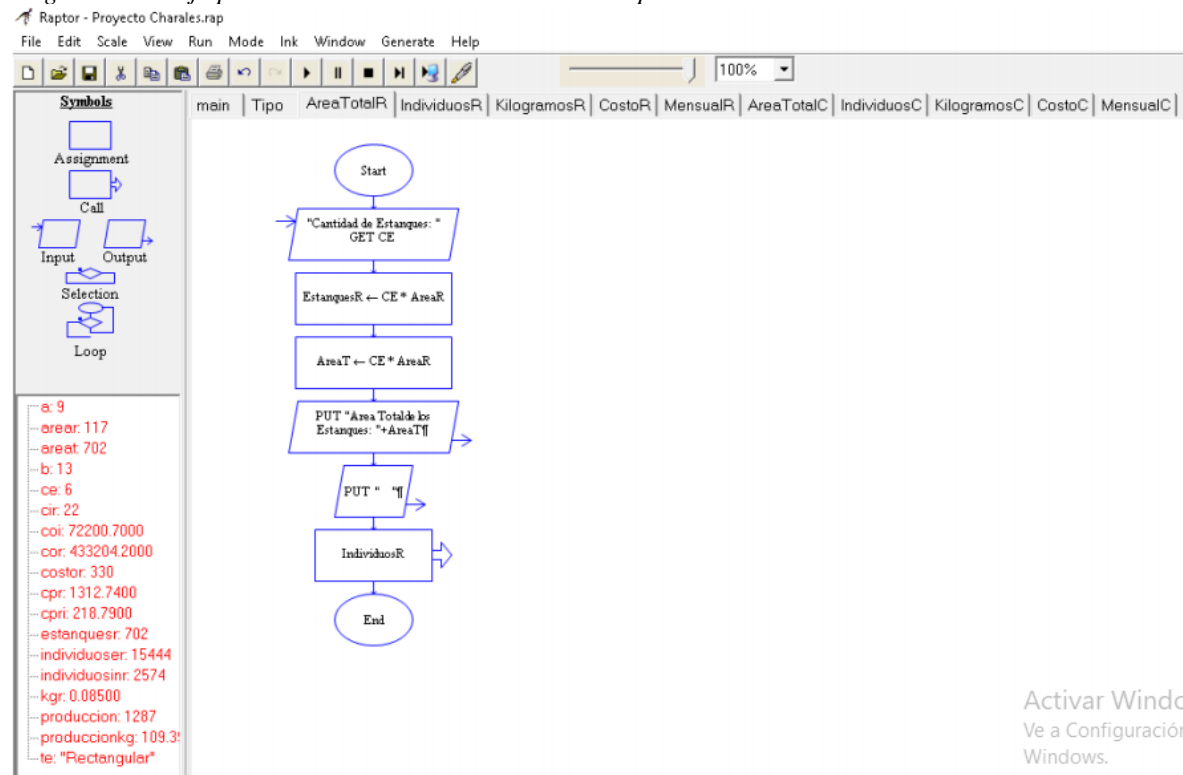 Raptor - Proyecto Charales.rap
File Edit Scale View Run Mode Ink Window Generate Help
100%
Symbols
main Tipo AreaTotalR IndividuosR KilogramosR CostoR MensualR AreaTotalC IndividuosC KilogramosC CostoC MensualC
Assignment
Call
Input Output
Selection
Loop
Start
"Cantidad de Estanques: "
GET CE
EstanquesR ← CE * AreaR
AreaT ← CE * AreaR
PUT "Area Totalde los
Estanques: "+AreaT¶
PUT " "¶
IndividuosR
End
a: 9
arear: 117
areat: 702
b: 13
ce: 6
cir: 22
coi: 72200.7000
cor: 433204.2000
costor: 330
cpr: 1312.7400
cpri: 218.7900
estanquesr: 702
individuoser: 15444
individuosinr: 2574
kgr: 0.08500
produccion: 1287
produccionkg: 109.3
te: "Rectangular"
Activar Windo
Ve a Configuración
Windows.